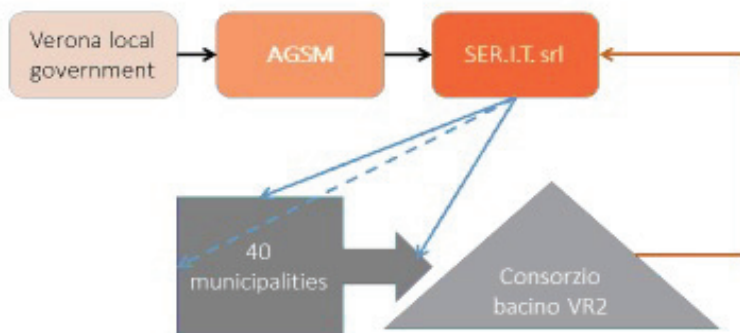 Verona local
government
AGSM
SER.I.T. srl
40
municipalities
Consorzio
bacino VR2